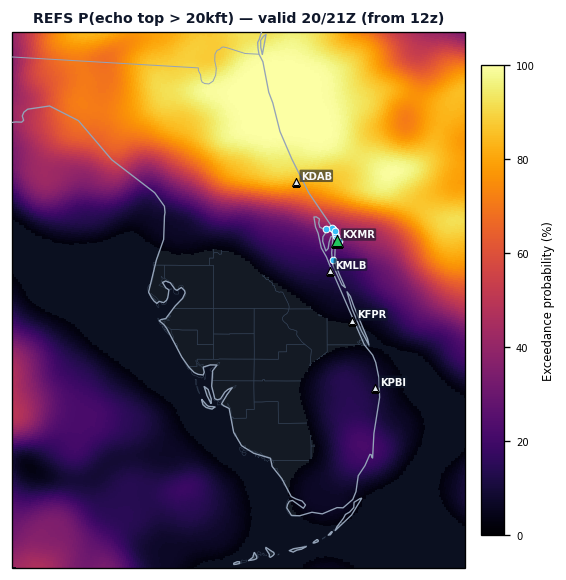 REFS P(echo top > 20kft) — valid 20/21Z (from 12z)
KDAB
KXMR
KMLB
KFPR
KPBI
100
80
60
40
20
0
Exceedance probability (%)